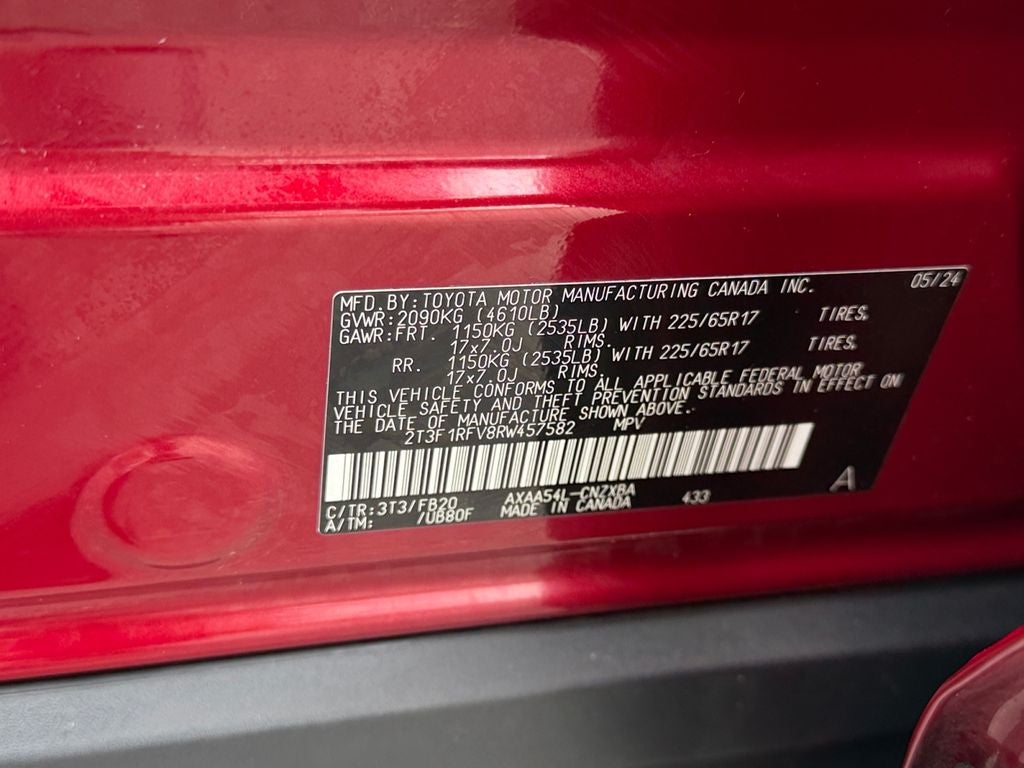 MFD.BY:TOYOTA MOTOR MANUFACTURING CANADA INC. 05/24
GVWR:2090KG (4610LB)
GAWR:FRT. 1150KG (2535LB) WITH 225/65R17 TIRES.
17x7.0J RIMS.
RR. 1150KG (2535LB) WITH 225/65R17 TIRES.
17x7.0J RIMS.
THIS VEHICLE CONFORMS TO ALL APPLICABLE FEDERAL MOTOR
VEHICLE SAFETY AND THEFT PREVENTION STANDARDS IN EFFECT ON
THE DATE OF MANUFACTURE SHOWN ABOVE.
2T3F1RFV8RW457582 MPV
C/TR:3T3/FB20 AXAA54L-CNZXBA 433 A
A/TM: /UB80F MADE IN CANADA